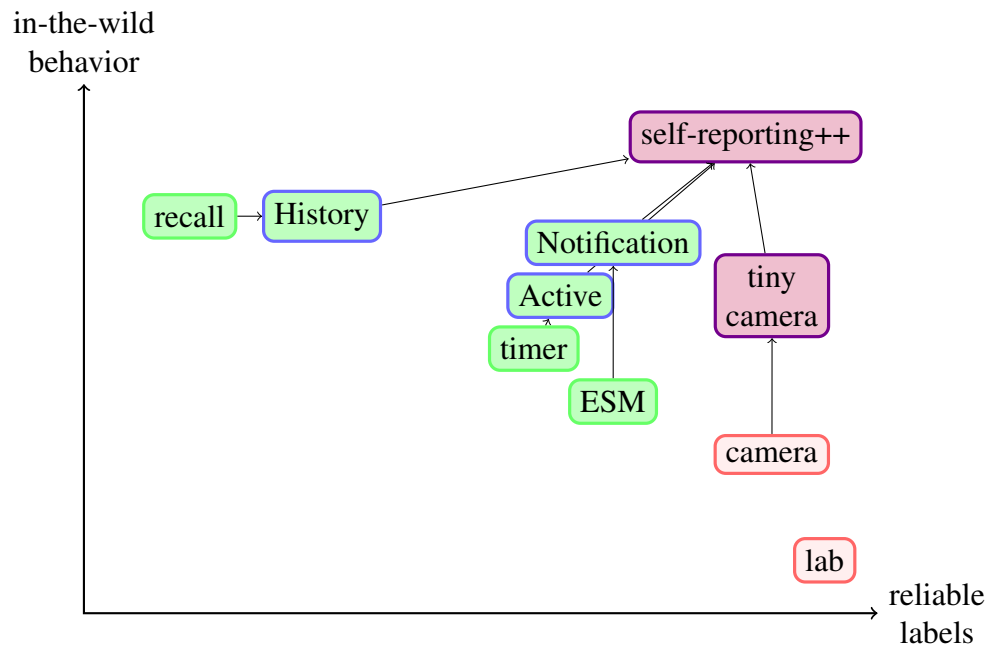 in-the-wild
behavior
self-reporting++
recall
History
Notification
tiny
camera
Active
timer
ESM
camera
lab
reliable
labels